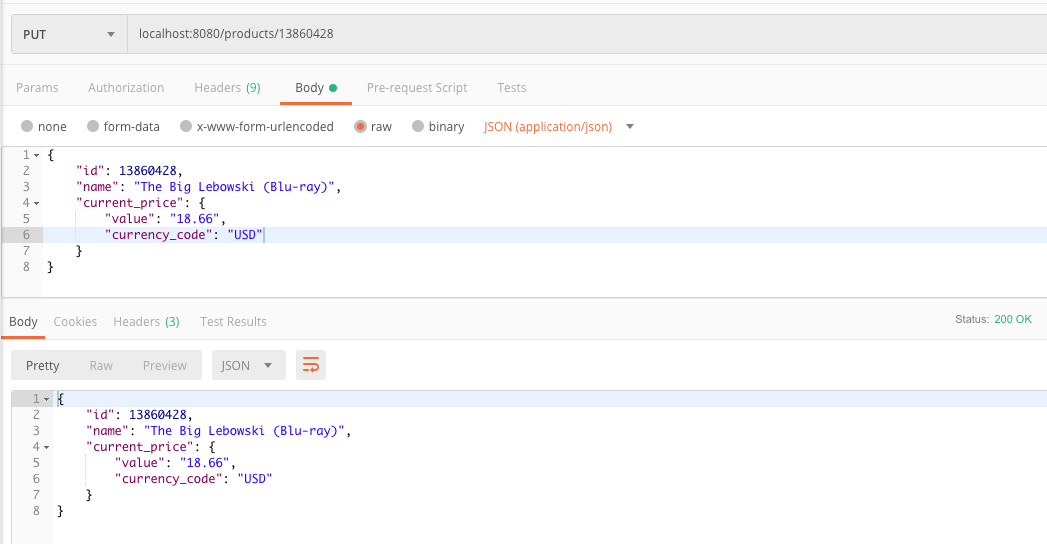 PUT localhost:8080/products/13860428
Params Authorization Headers (9) Body Pre-request Script Tests
none form-data x-www-form-urlencoded raw binary JSON (application/json)
1 {
2 "id": 13860428,
3 "name": "The Big Lebowski (Blu-ray)",
4 "current_price": {
5 "value": "18.66",
6 "currency_code": "USD"
7 }
8 }
Body Cookies Headers (3) Test Results Status: 200 OK
Pretty Raw Preview JSON
1 {
2 "id": 13860428,
3 "name": "The Big Lebowski (Blu-ray)",
4 "current_price": {
5 "value": "18.66",
6 "currency_code": "USD"
7 }
8 }